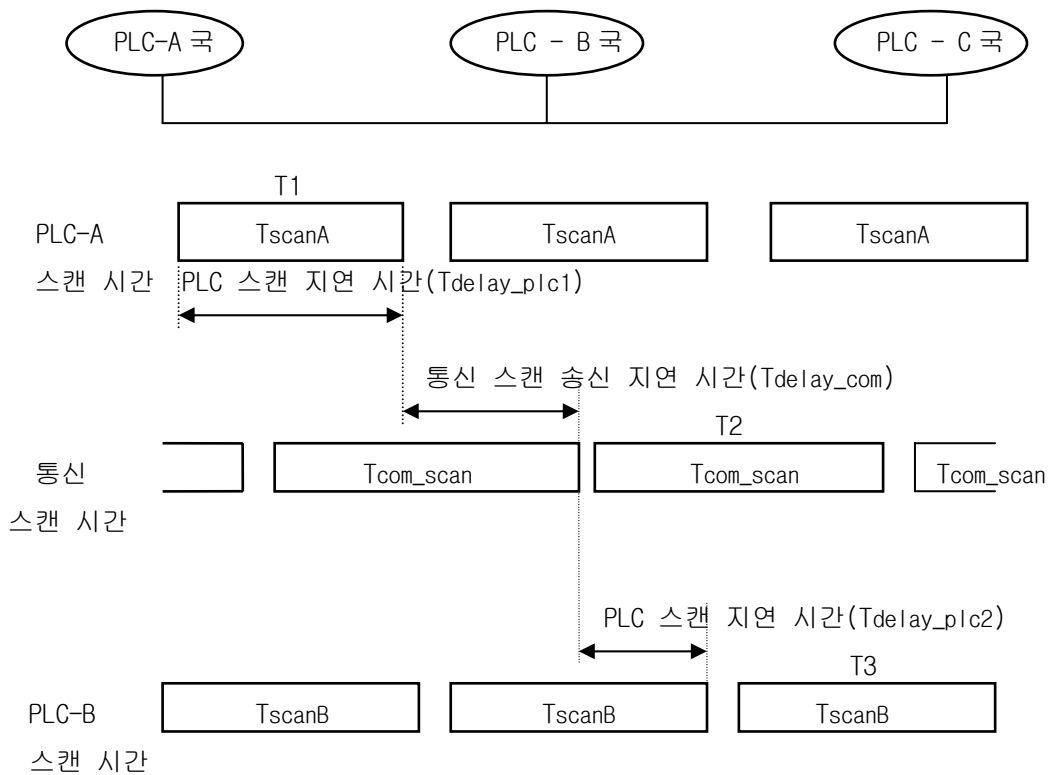 PLC-A 국 PLC - B 국 PLC - C 국
T1
PLC-A TscanA TscanA TscanA
스캔 시간 PLC 스캔 지연 시간(Tdelay_plc1)
통신 스캔 송신 지연 시간(Tdelay_com)
T2
통신 Tcom_scan Tcom_scan Tcom_scan
스캔 시간
PLC 스캔 지연 시간(Tdelay_plc2)
T3
PLC-B TscanB TscanB TscanB
스캔 시간